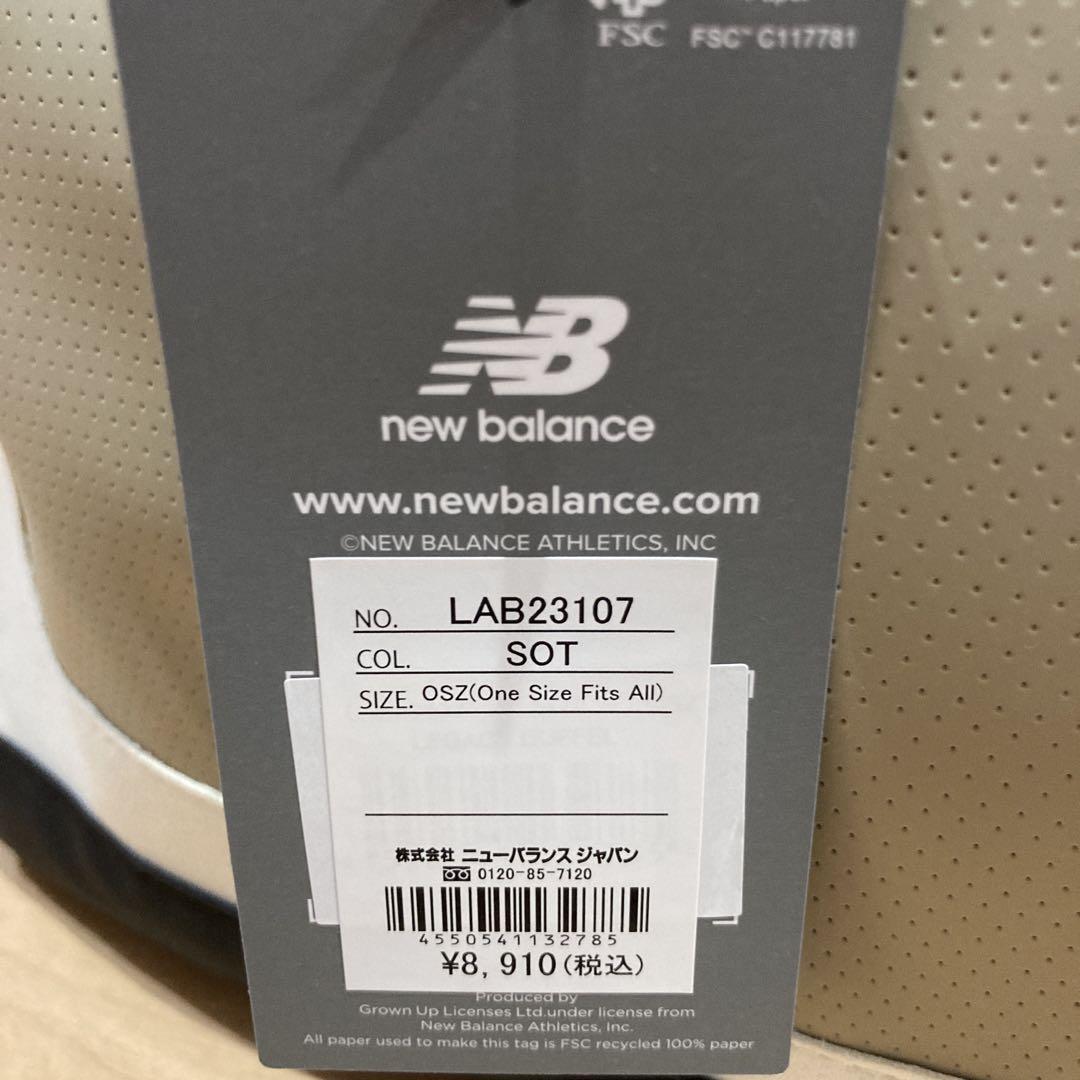 FSC FSC™ C117781
NB
new balance
www.newbalance.com
©NEW BALANCE ATHLETICS, INC
NO. LAB23107
COL. SOT
SIZE. OSZ(One Size Fits All)
株式会社 ニューバランス ジャパン
0120-85-7120
4550541132785
¥8,910(税込)
Produced by
Grown Up Licenses Ltd.under license from
New Balance Athletics, Inc.
All paper used to make this tag is FSC recycled 100% paper